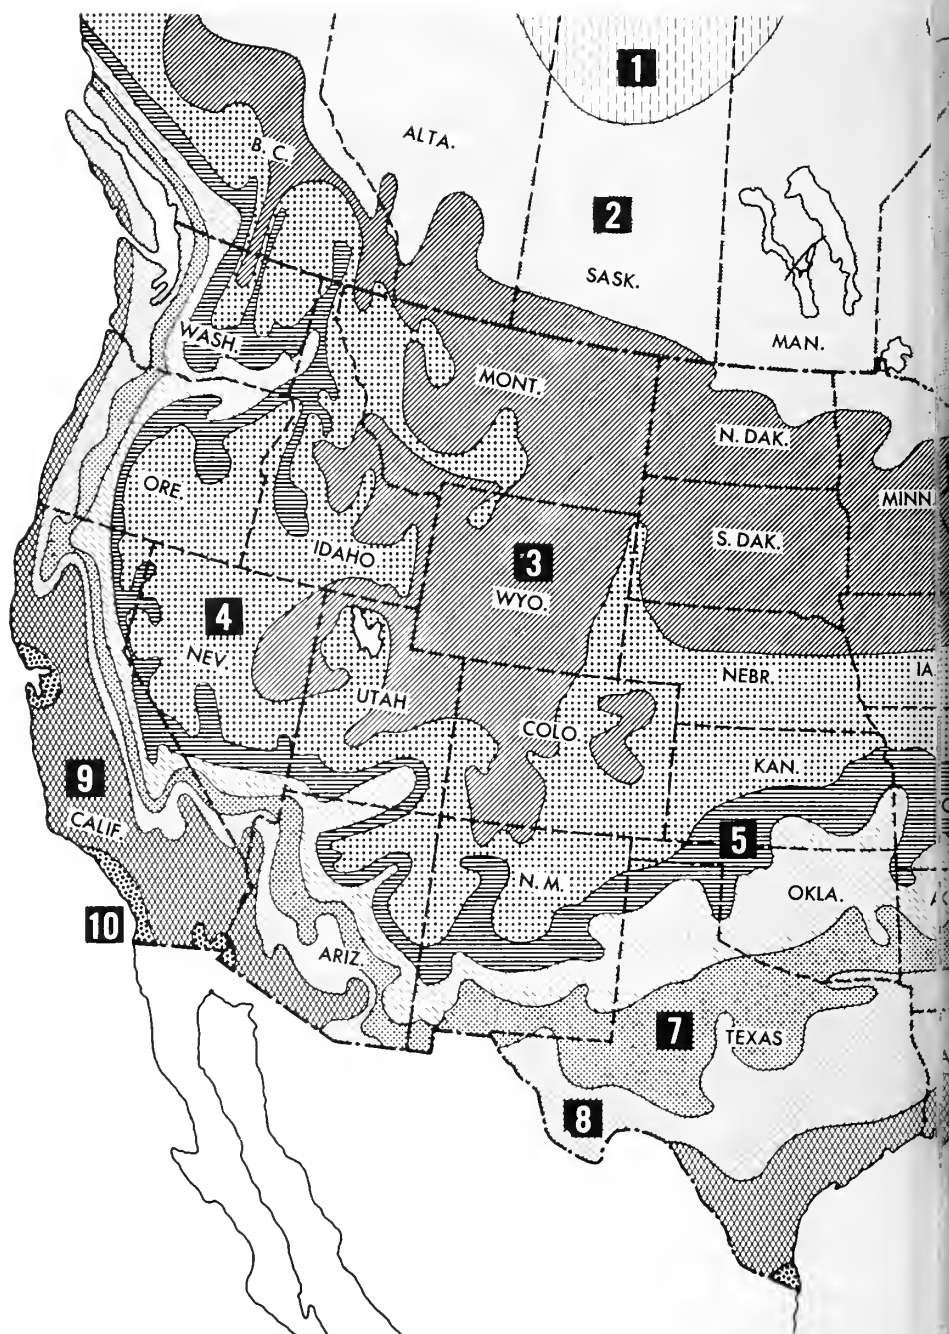 1
ALTA.
B. C.
2
SASK.
MAN.
WASH.
MONT.
N. DAK.
MINN
ORE.
S. DAK.
IDAHO
3
WYO.
4
NEV.
NEBR.
IA
UTAH
COLO.
9
KAN.
CALIF.
5
N. M.
OKLA.
A
10
ARIZ.
7
TEXAS
8